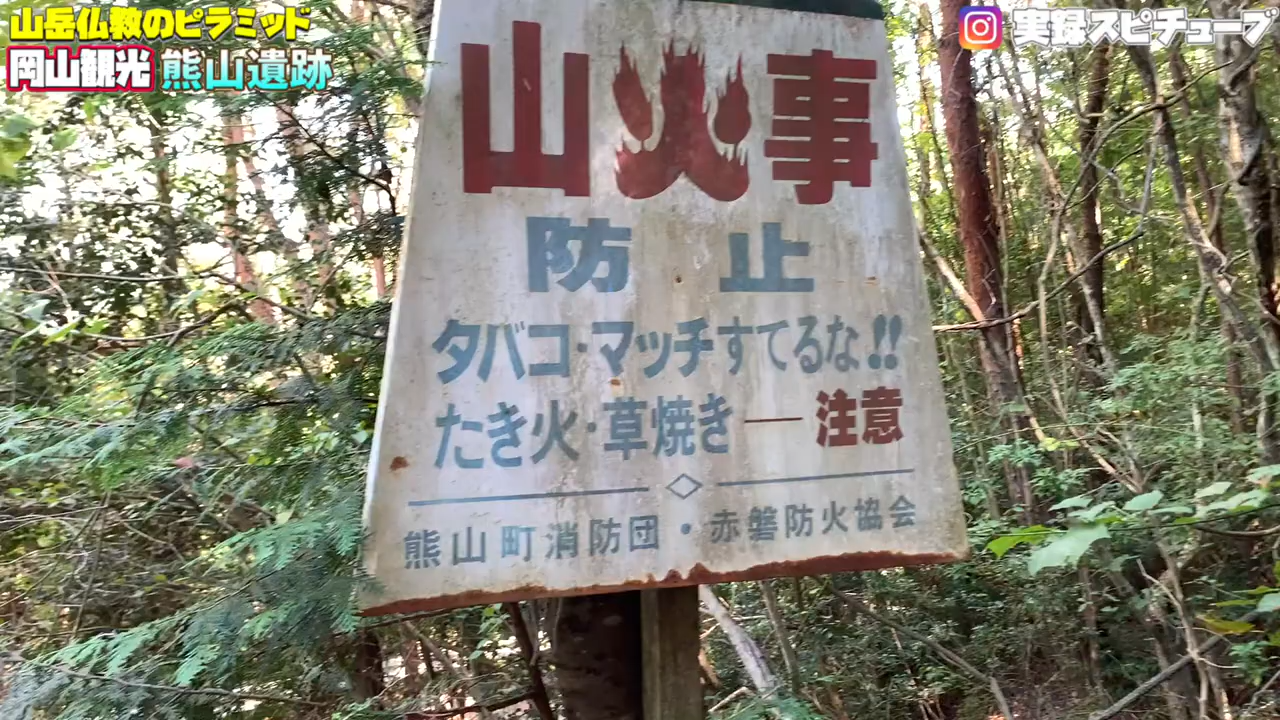 山岳仏教のピラミッド
岡山観光 熊山遺跡
実録スピチューブ
山火事
防止
タバコ・マッチすてるな!!
たき火・草焼き―注意
熊山町消防団・赤磐防火協会